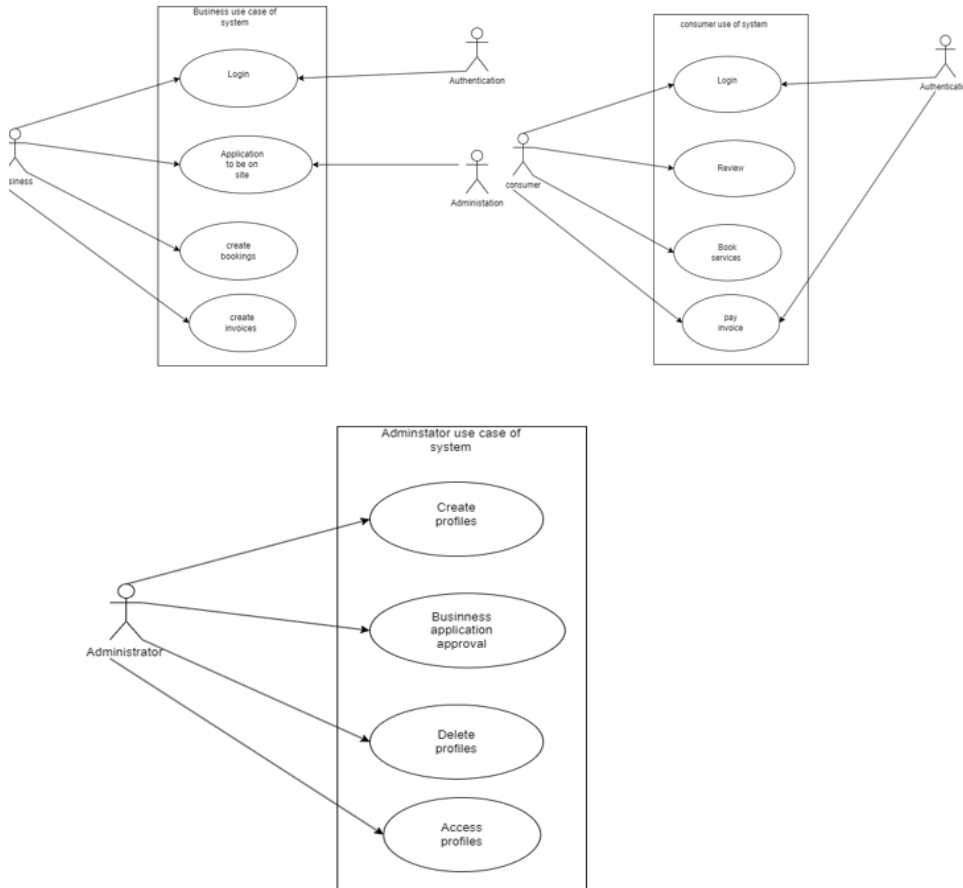 Business use case of
system
Login
Authentication
Application
to be on
site
siness
Administation
create
bookings
create
invoices
consumer use of system
Login
Authenticati
Review
consumer
Book
services
pay
invoice
Adminstator use case of
system
Create
profiles
Businness
application
approval
Administrator
Delete
profiles
Access
profiles